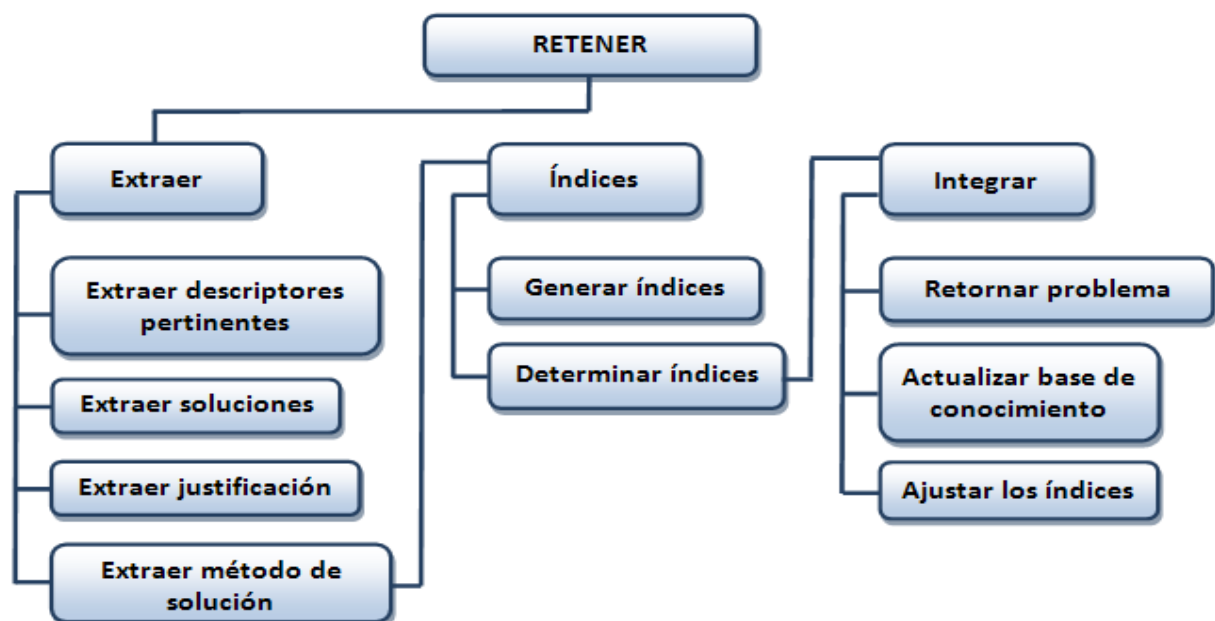 RETENER
Extraer
Extraer descriptores
pertinentes
Extraer soluciones
Extraer justificación
Extraer método de
solución
Índices
Generar índices
Determinar índices
Integrar
Retornar problema
Actualizar base de
conocimiento
Ajustar los índices